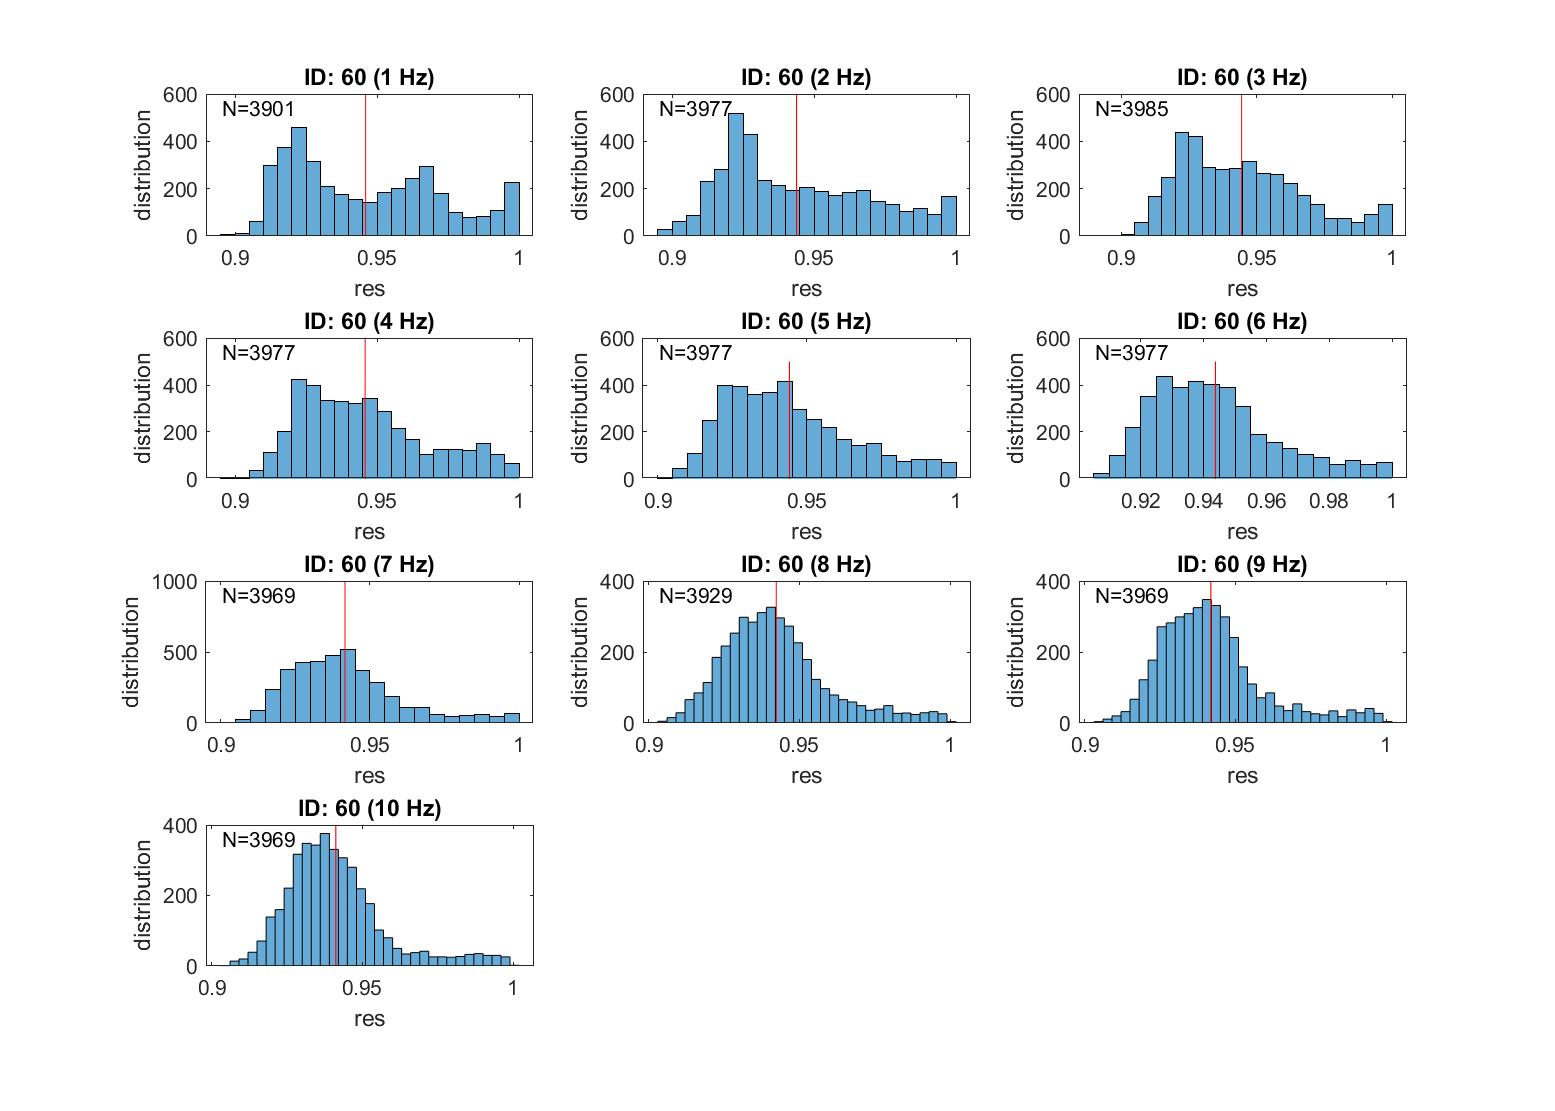 ID: 60 (1 Hz)
N=3901
600
400
200
0
distribution
0.9 0.95 1
res
ID: 60 (2 Hz)
N=3977
600
400
200
0
distribution
0.9 0.95 1
res
ID: 60 (3 Hz)
N=3985
600
400
200
0
distribution
0.9 0.95 1
res
ID: 60 (4 Hz)
N=3977
600
400
200
0
distribution
0.9 0.95 1
res
ID: 60 (5 Hz)
N=3977
600
400
200
0
distribution
0.9 0.95 1
res
ID: 60 (6 Hz)
N=3977
600
400
200
0
distribution
0.92 0.94 0.96 0.98 1
res
ID: 60 (7 Hz)
N=3969
1000
500
0
distribution
0.9 0.95 1
res
ID: 60 (8 Hz)
N=3929
400
200
0
distribution
0.9 0.95 1
res
ID: 60 (9 Hz)
N=3969
400
200
0
distribution
0.9 0.95 1
res
ID: 60 (10 Hz)
N=3969
400
200
0
distribution
0.9 0.95 1
res